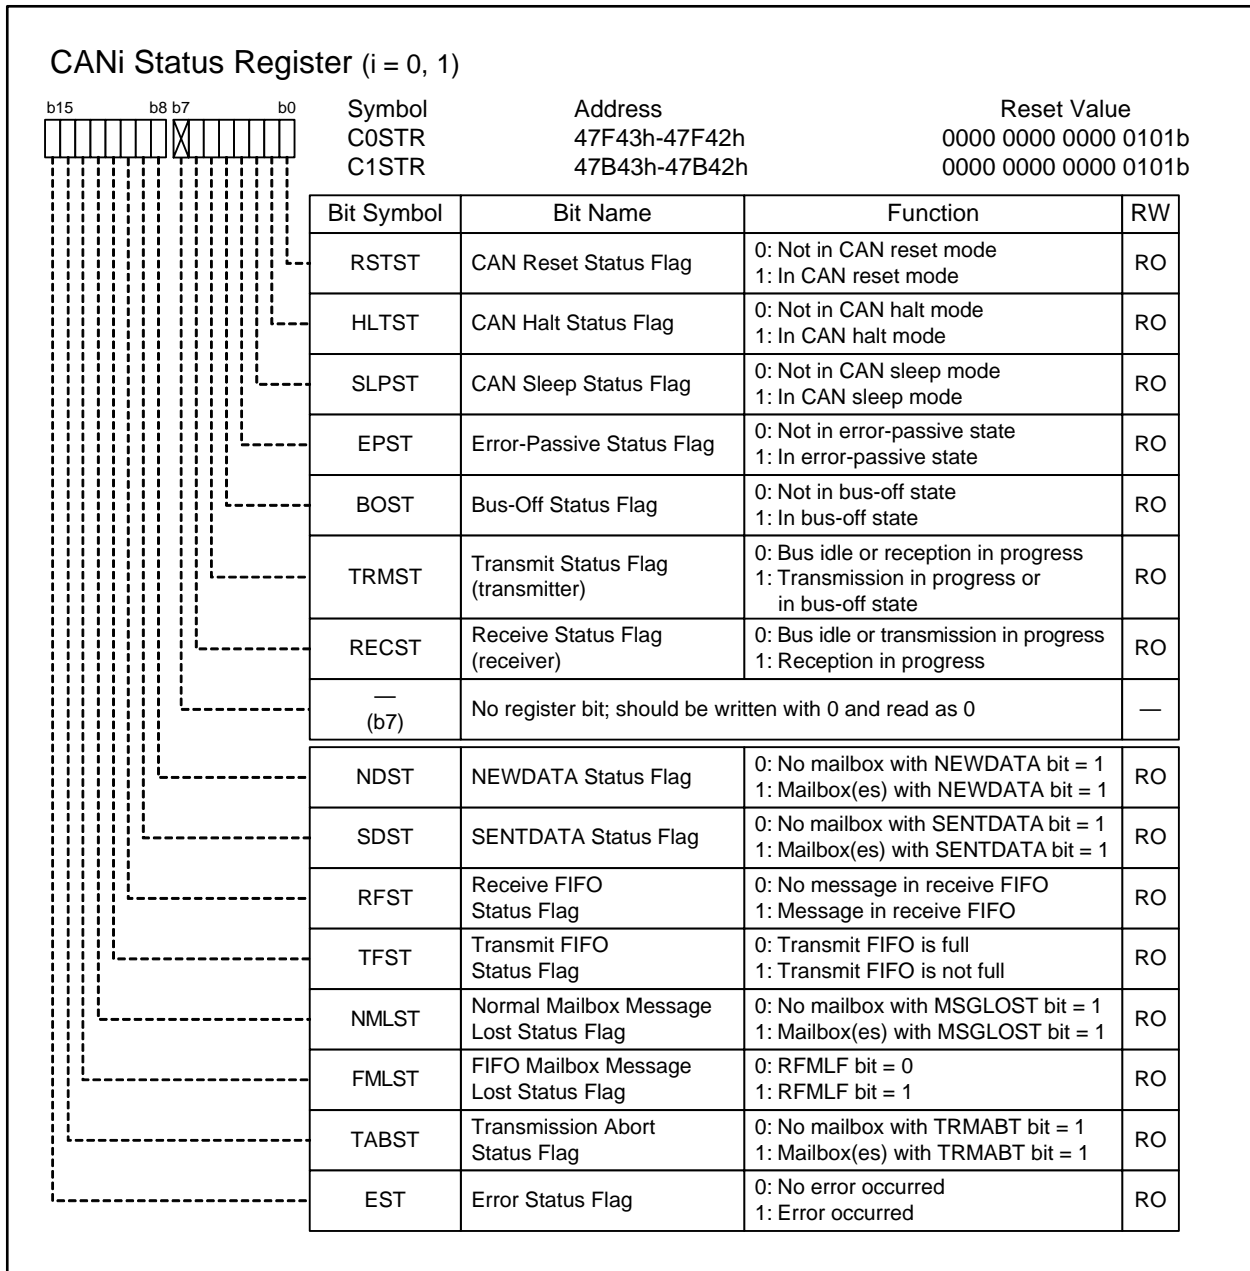 CANi Status Register (i = 0, 1)
b15 b8 b7 b0
Symbol Address Reset Value
C0STR 47F43h-47F42h 0000 0000 0000 0101b
C1STR 47B43h-47B42h 0000 0000 0000 0101b
Bit Symbol Bit Name Function RW
RSTST CAN Reset Status Flag 0: Not in CAN reset mode
1: In CAN reset mode RO
HLTST CAN Halt Status Flag 0: Not in CAN halt mode
1: In CAN halt mode RO
SLPST CAN Sleep Status Flag 0: Not in CAN sleep mode
1: In CAN sleep mode RO
EPST Error-Passive Status Flag 0: Not in error-passive state
1: In error-passive state RO
BOST Bus-Off Status Flag 0: Not in bus-off state
1: In bus-off state RO
TRMST Transmit Status Flag
(transmitter) 0: Bus idle or reception in progress
1: Transmission in progress or
in bus-off state RO
RECST Receive Status Flag
(receiver) 0: Bus idle or transmission in progress
1: Reception in progress RO
—
(b7) No register bit; should be written with 0 and read as 0 —
NDST NEWDATA Status Flag 0: No mailbox with NEWDATA bit = 1
1: Mailbox(es) with NEWDATA bit = 1 RO
SDST SENTDATA Status Flag 0: No mailbox with SENTDATA bit = 1
1: Mailbox(es) with SENTDATA bit = 1 RO
RFST Receive FIFO
Status Flag 0: No message in receive FIFO
1: Message in receive FIFO RO
TFST Transmit FIFO
Status Flag 0: Transmit FIFO is full
1: Transmit FIFO is not full RO
NMLST Normal Mailbox Message
Lost Status Flag 0: No mailbox with MSGLOST bit = 1
1: Mailbox(es) with MSGLOST bit = 1 RO
FMLST FIFO Mailbox Message
Lost Status Flag 0: RFMLF bit = 0
1: RFMLF bit = 1 RO
TABST Transmission Abort
Status Flag 0: No mailbox with TRMABT bit = 1
1: Mailbox(es) with TRMABT bit = 1 RO
EST Error Status Flag 0: No error occurred
1: Error occurred RO